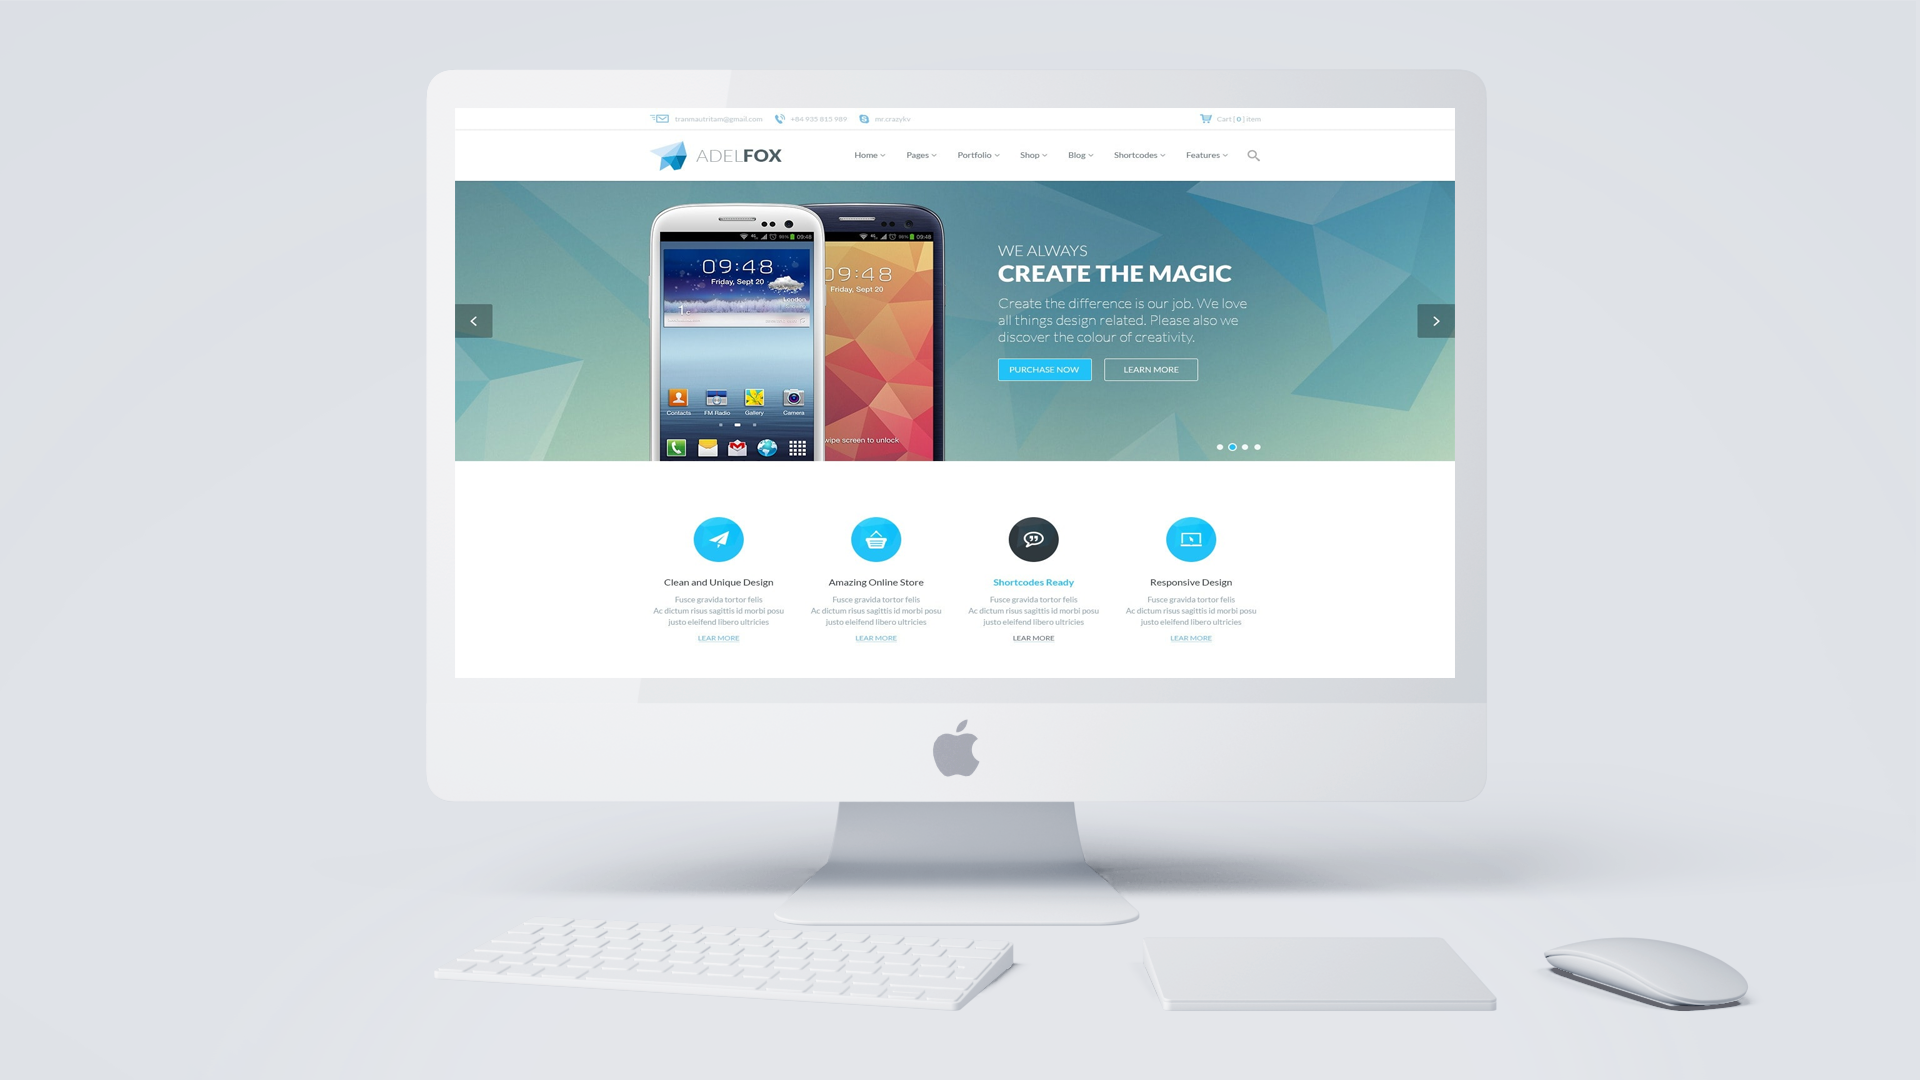 tranmautritam@gmail.com +84 935 815 989 mr.crazykv Cart | 0 | item
ADELFOX Home Pages Portfolio Shop Blog Shortcodes Features
09:48 09:48
09:48 09:48
Friday, Sept 20 Friday, Sept 20
London
WE ALWAYS
CREATE THE MAGIC
Create the difference is our job. We love
all things design related. Please also we
discover the colour of creativity.
PURCHASE NOW LEARN MORE
Contacts FM Radio Gallery Camera
wipe screen to unlock
Clean and Unique Design
Fusce gravida tortor felis
Ac dictum risus sagittis id morbi posu
justo eleifend libero ultricies
LEAR MORE
Amazing Online Store
Fusce gravida tortor felis
Ac dictum risus sagittis id morbi posu
justo eleifend libero ultricies
LEAR MORE
Shortcodes Ready
Fusce gravida tortor felis
Ac dictum risus sagittis id morbi posu
justo eleifend libero ultricies
LEAR MORE
Responsive Design
Fusce gravida tortor felis
Ac dictum risus sagittis id morbi posu
justo eleifend libero ultricies
LEAR MORE